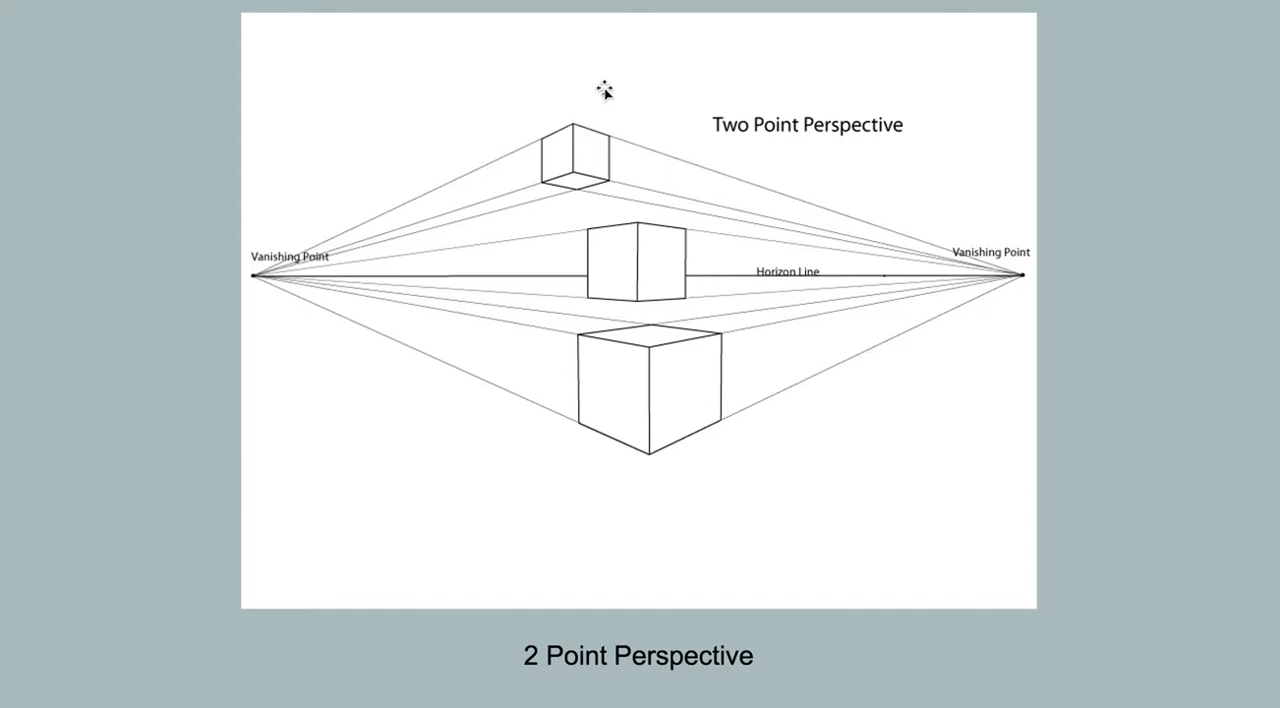 Two Point Perspective
Vanishing Point
Vanishing Point
Horizon Line
2 Point Perspective